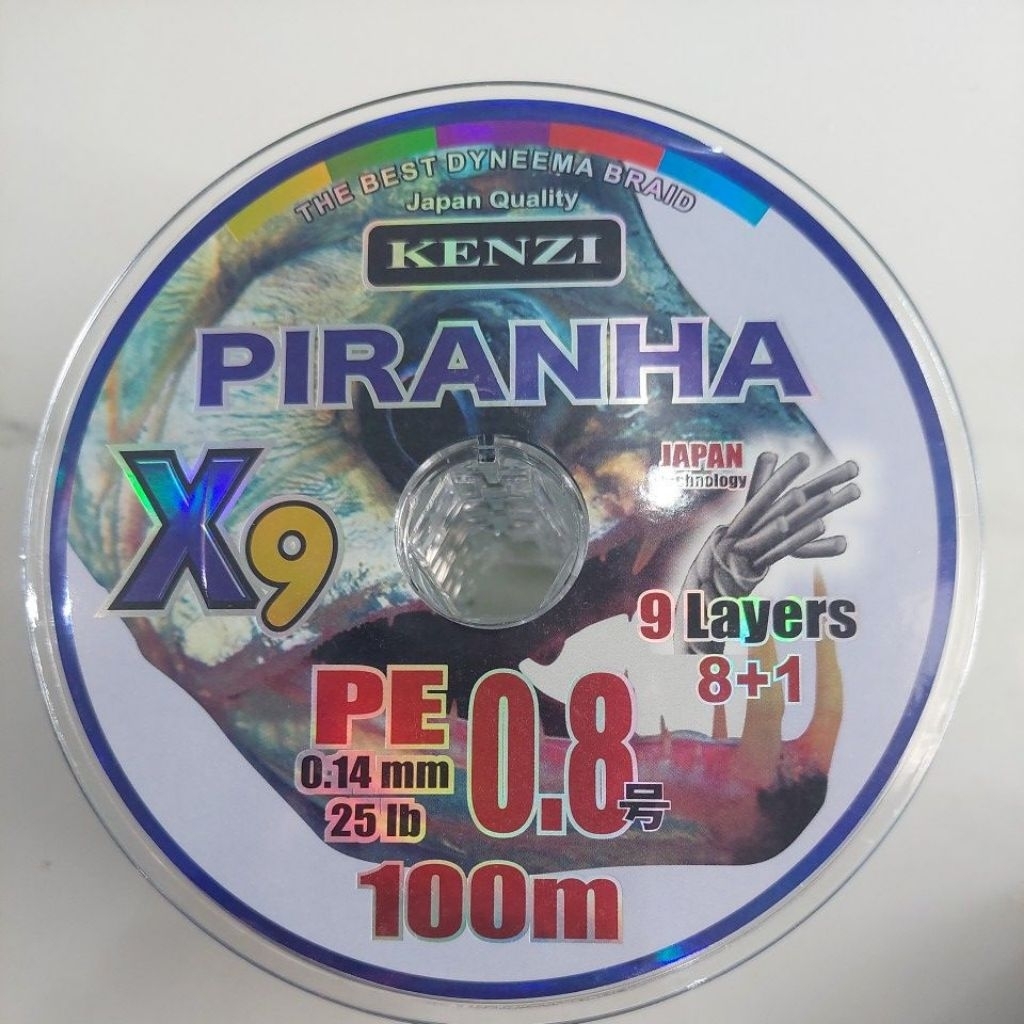 THE BEST DYNEEMA BRAID
Japan Quality
KENZI
PIRANHA
X9
JAPAN
9 Layers
8+1
PE 0.8号
0.14 mm
25 lb
100m